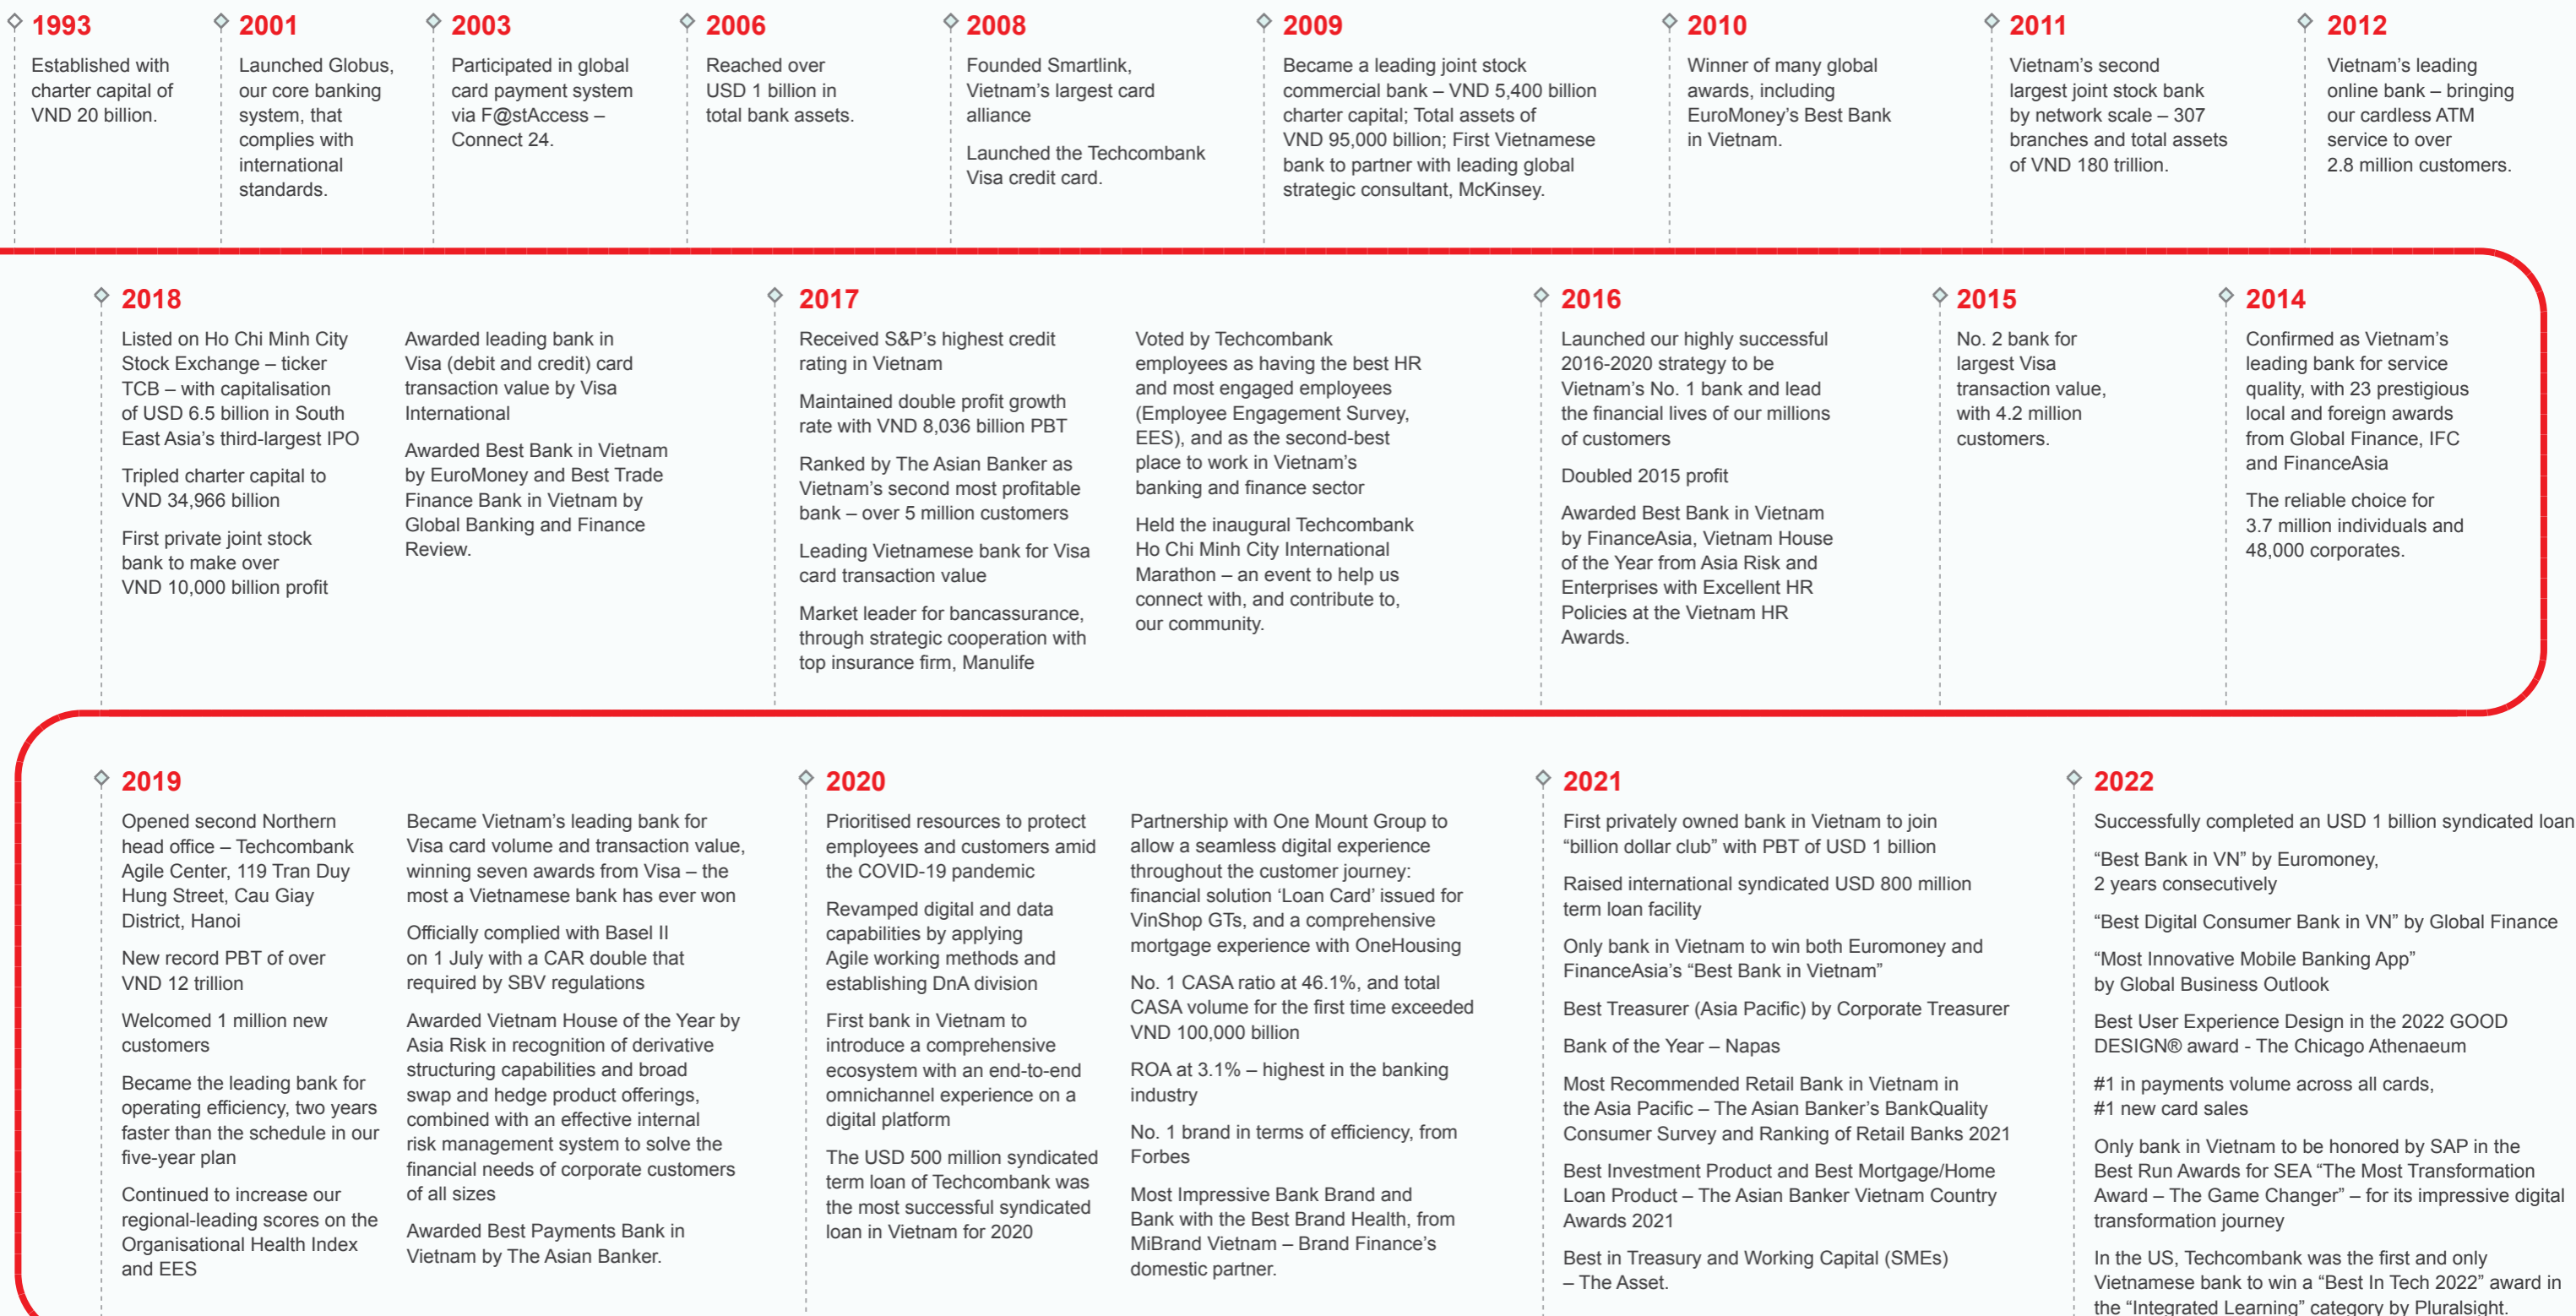 1993
Established with
charter capital of
VND 20 billion.
2001
Launched Globus,
our core banking
system, that
complies with
international
standards.
2003
Participated in global
card payment system
via F@stAccess –
Connect 24.
2006
Reached over
USD 1 billion in
total bank assets.
2008
Founded Smartlink,
Vietnam’s largest card
alliance
Launched the Techcombank
Visa credit card.
2009
Became a leading joint stock
commercial bank – VND 5,400 billion
charter capital; Total assets of
VND 95,000 billion; First Vietnamese
bank to partner with leading global
strategic consultant, McKinsey.
2010
Winner of many global
awards, including
EuroMoney’s Best Bank
in Vietnam.
2011
Vietnam’s second
largest joint stock bank
by network scale – 307
branches and total assets
of VND 180 trillion.
2012
Vietnam’s leading
online bank – bringing
our cardless ATM
service to over
2.8 million customers.
2018
Listed on Ho Chi Minh City
Stock Exchange – ticker
TCB – with capitalisation
of USD 6.5 billion in South
East Asia’s third-largest IPO
Tripled charter capital to
VND 34,966 billion
First private joint stock
bank to make over
VND 10,000 billion profit
Awarded leading bank in
Visa (debit and credit) card
transaction value by Visa
International
Awarded Best Bank in Vietnam
by EuroMoney and Best Trade
Finance Bank in Vietnam by
Global Banking and Finance
Review.
2017
Received S&P’s highest credit
rating in Vietnam
Maintained double profit growth
rate with VND 8,036 billion PBT
Ranked by The Asian Banker as
Vietnam’s second most profitable
bank – over 5 million customers
Leading Vietnamese bank for Visa
card transaction value
Market leader for bancassurance,
through strategic cooperation with
top insurance firm, Manulife
Voted by Techcombank
employees as having the best HR
and most engaged employees
(Employee Engagement Survey,
EES), and as the second-best
place to work in Vietnam’s
banking and finance sector
Held the inaugural Techcombank
Ho Chi Minh City International
Marathon – an event to help us
connect with, and contribute to,
our community.
2016
Launched our highly successful
2016-2020 strategy to be
Vietnam’s No. 1 bank and lead
the financial lives of our millions
of customers
Doubled 2015 profit
Awarded Best Bank in Vietnam
by FinanceAsia, Vietnam House
of the Year from Asia Risk and
Enterprises with Excellent HR
Policies at the Vietnam HR
Awards.
2015
No. 2 bank for
largest Visa
transaction value,
with 4.2 million
customers.
2014
Confirmed as Vietnam’s
leading bank for service
quality, with 23 prestigious
local and foreign awards
from Global Finance, IFC
and FinanceAsia
The reliable choice for
3.7 million individuals and
48,000 corporates.
2019
Opened second Northern
head office – Techcombank
Agile Center, 119 Tran Duy
Hung Street, Cau Giay
District, Hanoi
New record PBT of over
VND 12 trillion
Welcomed 1 million new
customers
Became the leading bank for
operating efficiency, two years
faster than the schedule in our
five-year plan
Continued to increase our
regional-leading scores on the
Organisational Health Index
and EES
Became Vietnam’s leading bank for
Visa card volume and transaction value,
winning seven awards from Visa – the
most a Vietnamese bank has ever won
Officially complied with Basel II
on 1 July with a CAR double that
required by SBV regulations
Awarded Vietnam House of the Year by
Asia Risk in recognition of derivative
structuring capabilities and broad
swap and hedge product offerings,
combined with an effective internal
risk management system to solve the
financial needs of corporate customers
of all sizes
Awarded Best Payments Bank in
Vietnam by The Asian Banker.
2020
Prioritised resources to protect
employees and customers amid
the COVID-19 pandemic
Revamped digital and data
capabilities by applying
Agile working methods and
establishing DnA division
First bank in Vietnam to
introduce a comprehensive
ecosystem with an end-to-end
omnichannel experience on a
digital platform
The USD 500 million syndicated
term loan of Techcombank was
the most successful syndicated
loan in Vietnam for 2020
Partnership with One Mount Group to
allow a seamless digital experience
throughout the customer journey:
financial solution ‘Loan Card’ issued for
VinShop GTs, and a comprehensive
mortgage experience with OneHousing
No. 1 CASA ratio at 46.1%, and total
CASA volume for the first time exceeded
VND 100,000 billion
ROA at 3.1% – highest in the banking
industry
No. 1 brand in terms of efficiency, from
Forbes
Most Impressive Bank Brand and
Bank with the Best Brand Health, from
MiBrand Vietnam – Brand Finance’s
domestic partner.
2021
First privately owned bank in Vietnam to join
“billion dollar club” with PBT of USD 1 billion
Raised international syndicated USD 800 million
term loan facility
Only bank in Vietnam to win both Euromoney and
FinanceAsia’s “Best Bank in Vietnam”
Best Treasurer (Asia Pacific) by Corporate Treasurer
Bank of the Year – Napas
Most Recommended Retail Bank in Vietnam in
the Asia Pacific – The Asian Banker’s BankQuality
Consumer Survey and Ranking of Retail Banks 2021
Best Investment Product and Best Mortgage/Home
Loan Product – The Asian Banker Vietnam Country
Awards 2021
Best in Treasury and Working Capital (SMEs)
– The Asset.
2022
Successfully completed an USD 1 billion syndicated loan
“Best Bank in VN” by Euromoney,
2 years consecutively
“Best Digital Consumer Bank in VN” by Global Finance
“Most Innovative Mobile Banking App”
by Global Business Outlook
Best User Experience Design in the 2022 GOOD
DESIGN® award - The Chicago Athenaeum
#1 in payments volume across all cards,
#1 new card sales
Only bank in Vietnam to be honored by SAP in the
Best Run Awards for SEA “The Most Transformation
Award – The Game Changer” – for its impressive digital
transformation journey
In the US, Techcombank was the first and only
Vietnamese bank to win a “Best In Tech 2022” award in
the “Integrated Learning” category by Pluralsight.